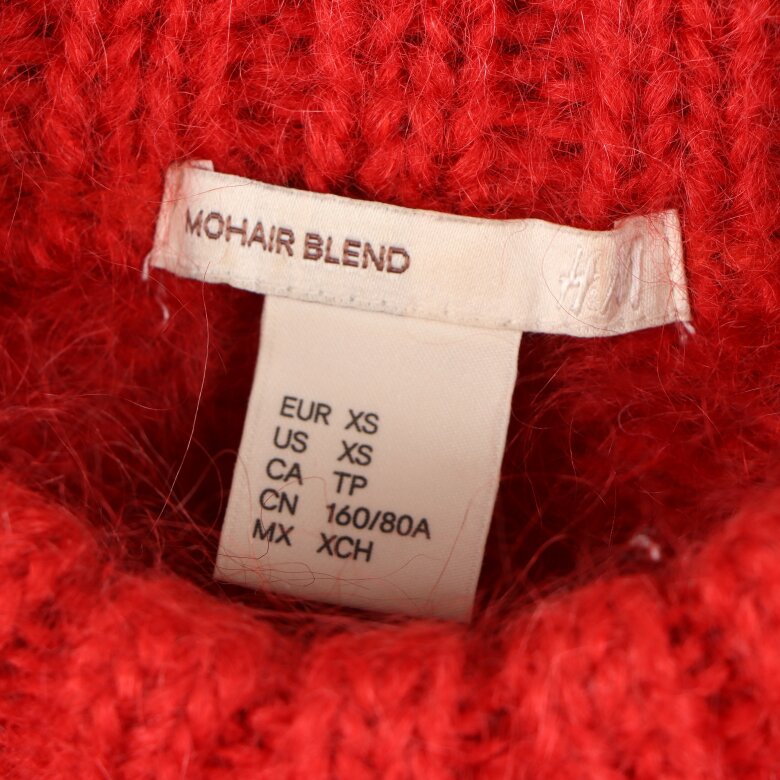 MOHAIR BLEND
H&M
EUR XS
US XS
CA TP
CN 160/80A
MX XCH